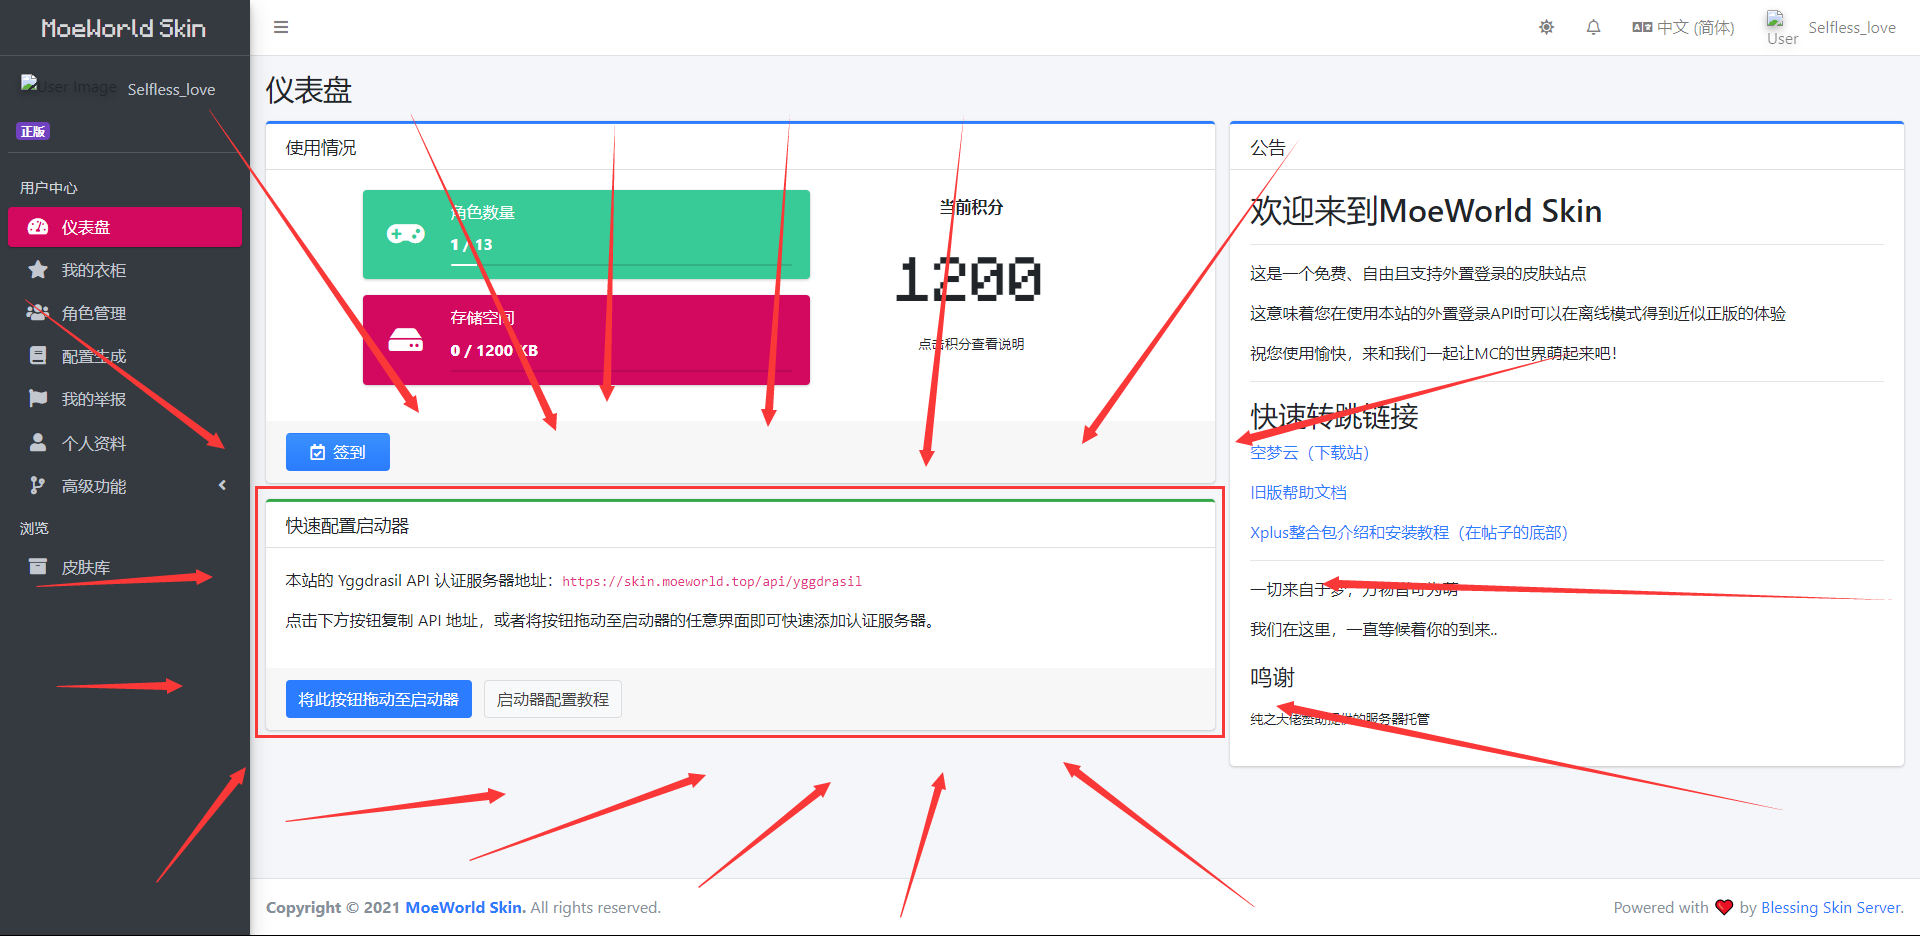 MoeWorld Skin
User Image
Selfless_love
正版
用户中心
仪表盘
我的衣柜
角色管理
配置生成
我的举报
个人资料
高级功能
浏览
皮肤库
中文 (简体)
User
Selfless_love
仪表盘
使用情况
角色数量
1 / 13
存储空间
0 / 1200 KB
当前积分
1200
点击积分查看说明
签到
快速配置启动器
本站的 Yggdrasil API 认证服务器地址：https://skin.moeworld.top/api/yggdrasil
点击下方按钮复制 API 地址，或者将按钮拖动至启动器的任意界面即可快速添加认证服务器。
将此按钮拖动至启动器
启动器配置教程
公告
欢迎来到MoeWorld Skin
这是一个免费、自由且支持外置登录的皮肤站点
这意味着您在使用本站的外置登录API时可以在离线模式得到近似正版的体验
祝您使用愉快，来和我们一起让MC的世界萌起来吧！
快速转跳链接
空梦云（下载站）
旧版帮助文档
Xplus整合包介绍和安装教程（在帖子的底部）
一切来自于梦，万物皆可为萌
我们在这里，一直等候着你的到来..
鸣谢
纯之大佬赞助提供的服务器托管
Copyright © 2021 MoeWorld Skin. All rights reserved.
Powered with ❤ by Blessing Skin Server.